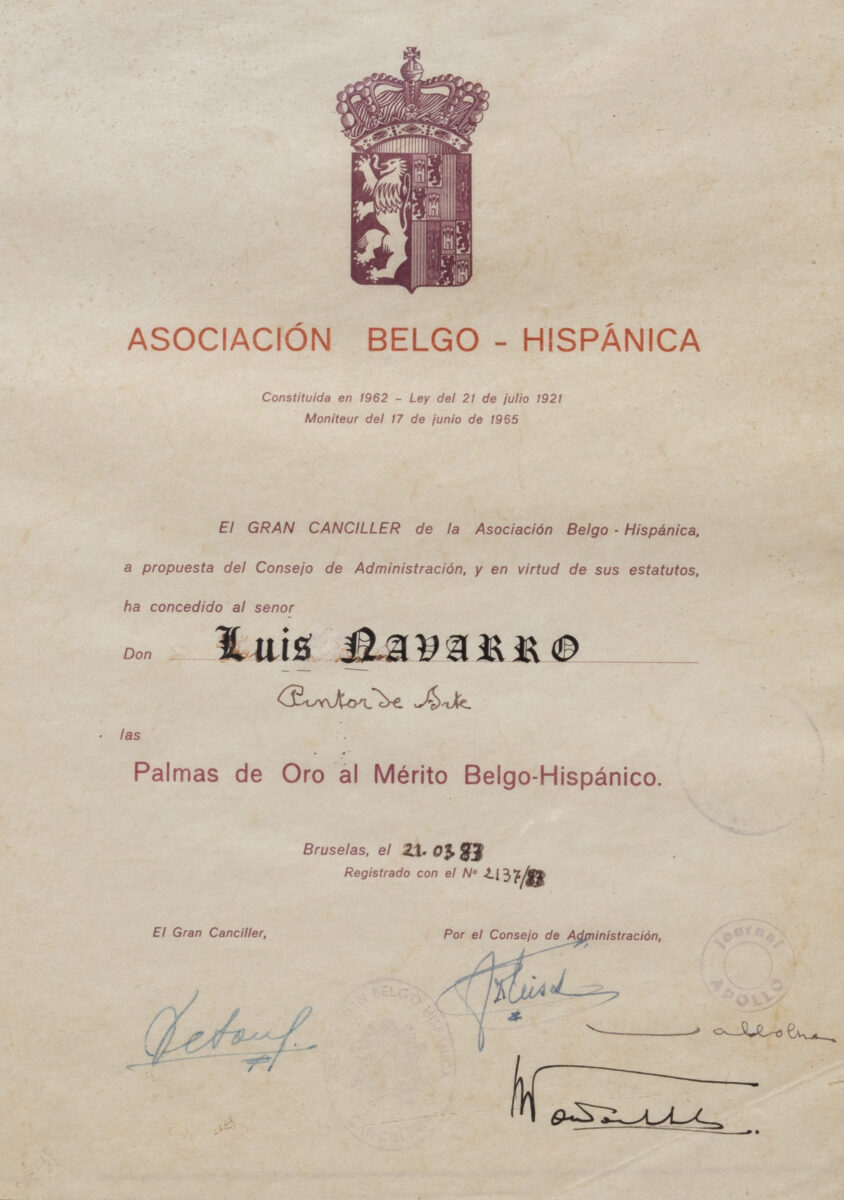 ASOCIACIÓN BELGO - HISPÁNICA
Constituida en 1962 - Ley del 21 de julio 1921
Moniteur del 17 de junio de 1965
El GRAN CANCILLER de la Asociación Belgo - Hispánica,
a propuesta del Consejo de Administración, y en virtud de sus estatutos,
ha concedido al senor
Don Luis NAVARRO
Pintor de Arte
las
Palmas de Oro al Mérito Belgo-Hispánico.
Bruselas, el 21.03 83
Registrado con el Nº 2137/83
El Gran Canciller,
Por el Consejo de Administración,
Journal
APOLLO
BELGO